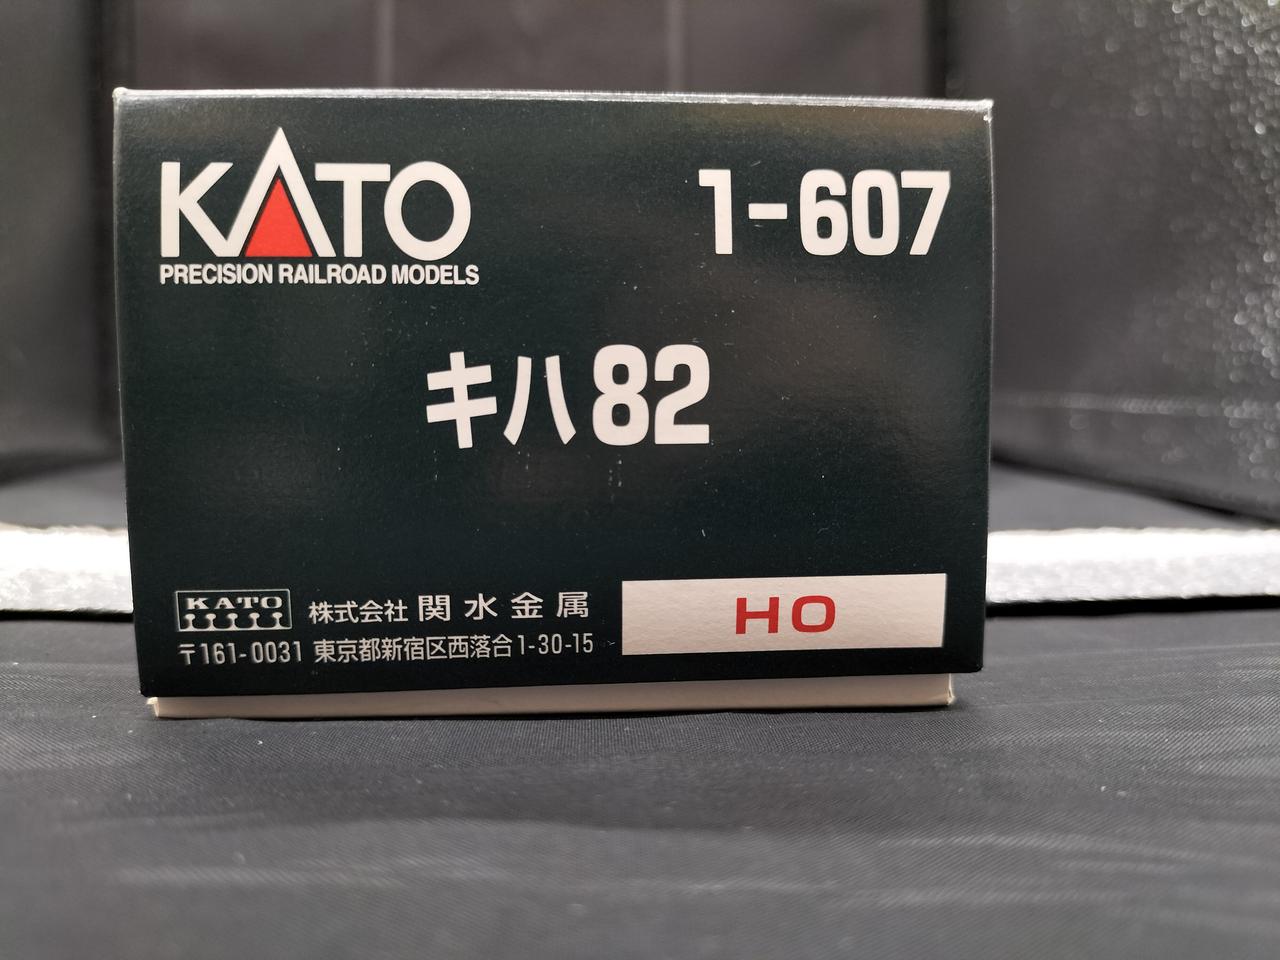 KATO
PRECISION RAILROAD MODELS
1-607
キハ82
KATO
株式会社 関水金属
〒161-0031 東京都新宿区西落合1-30-15
HO